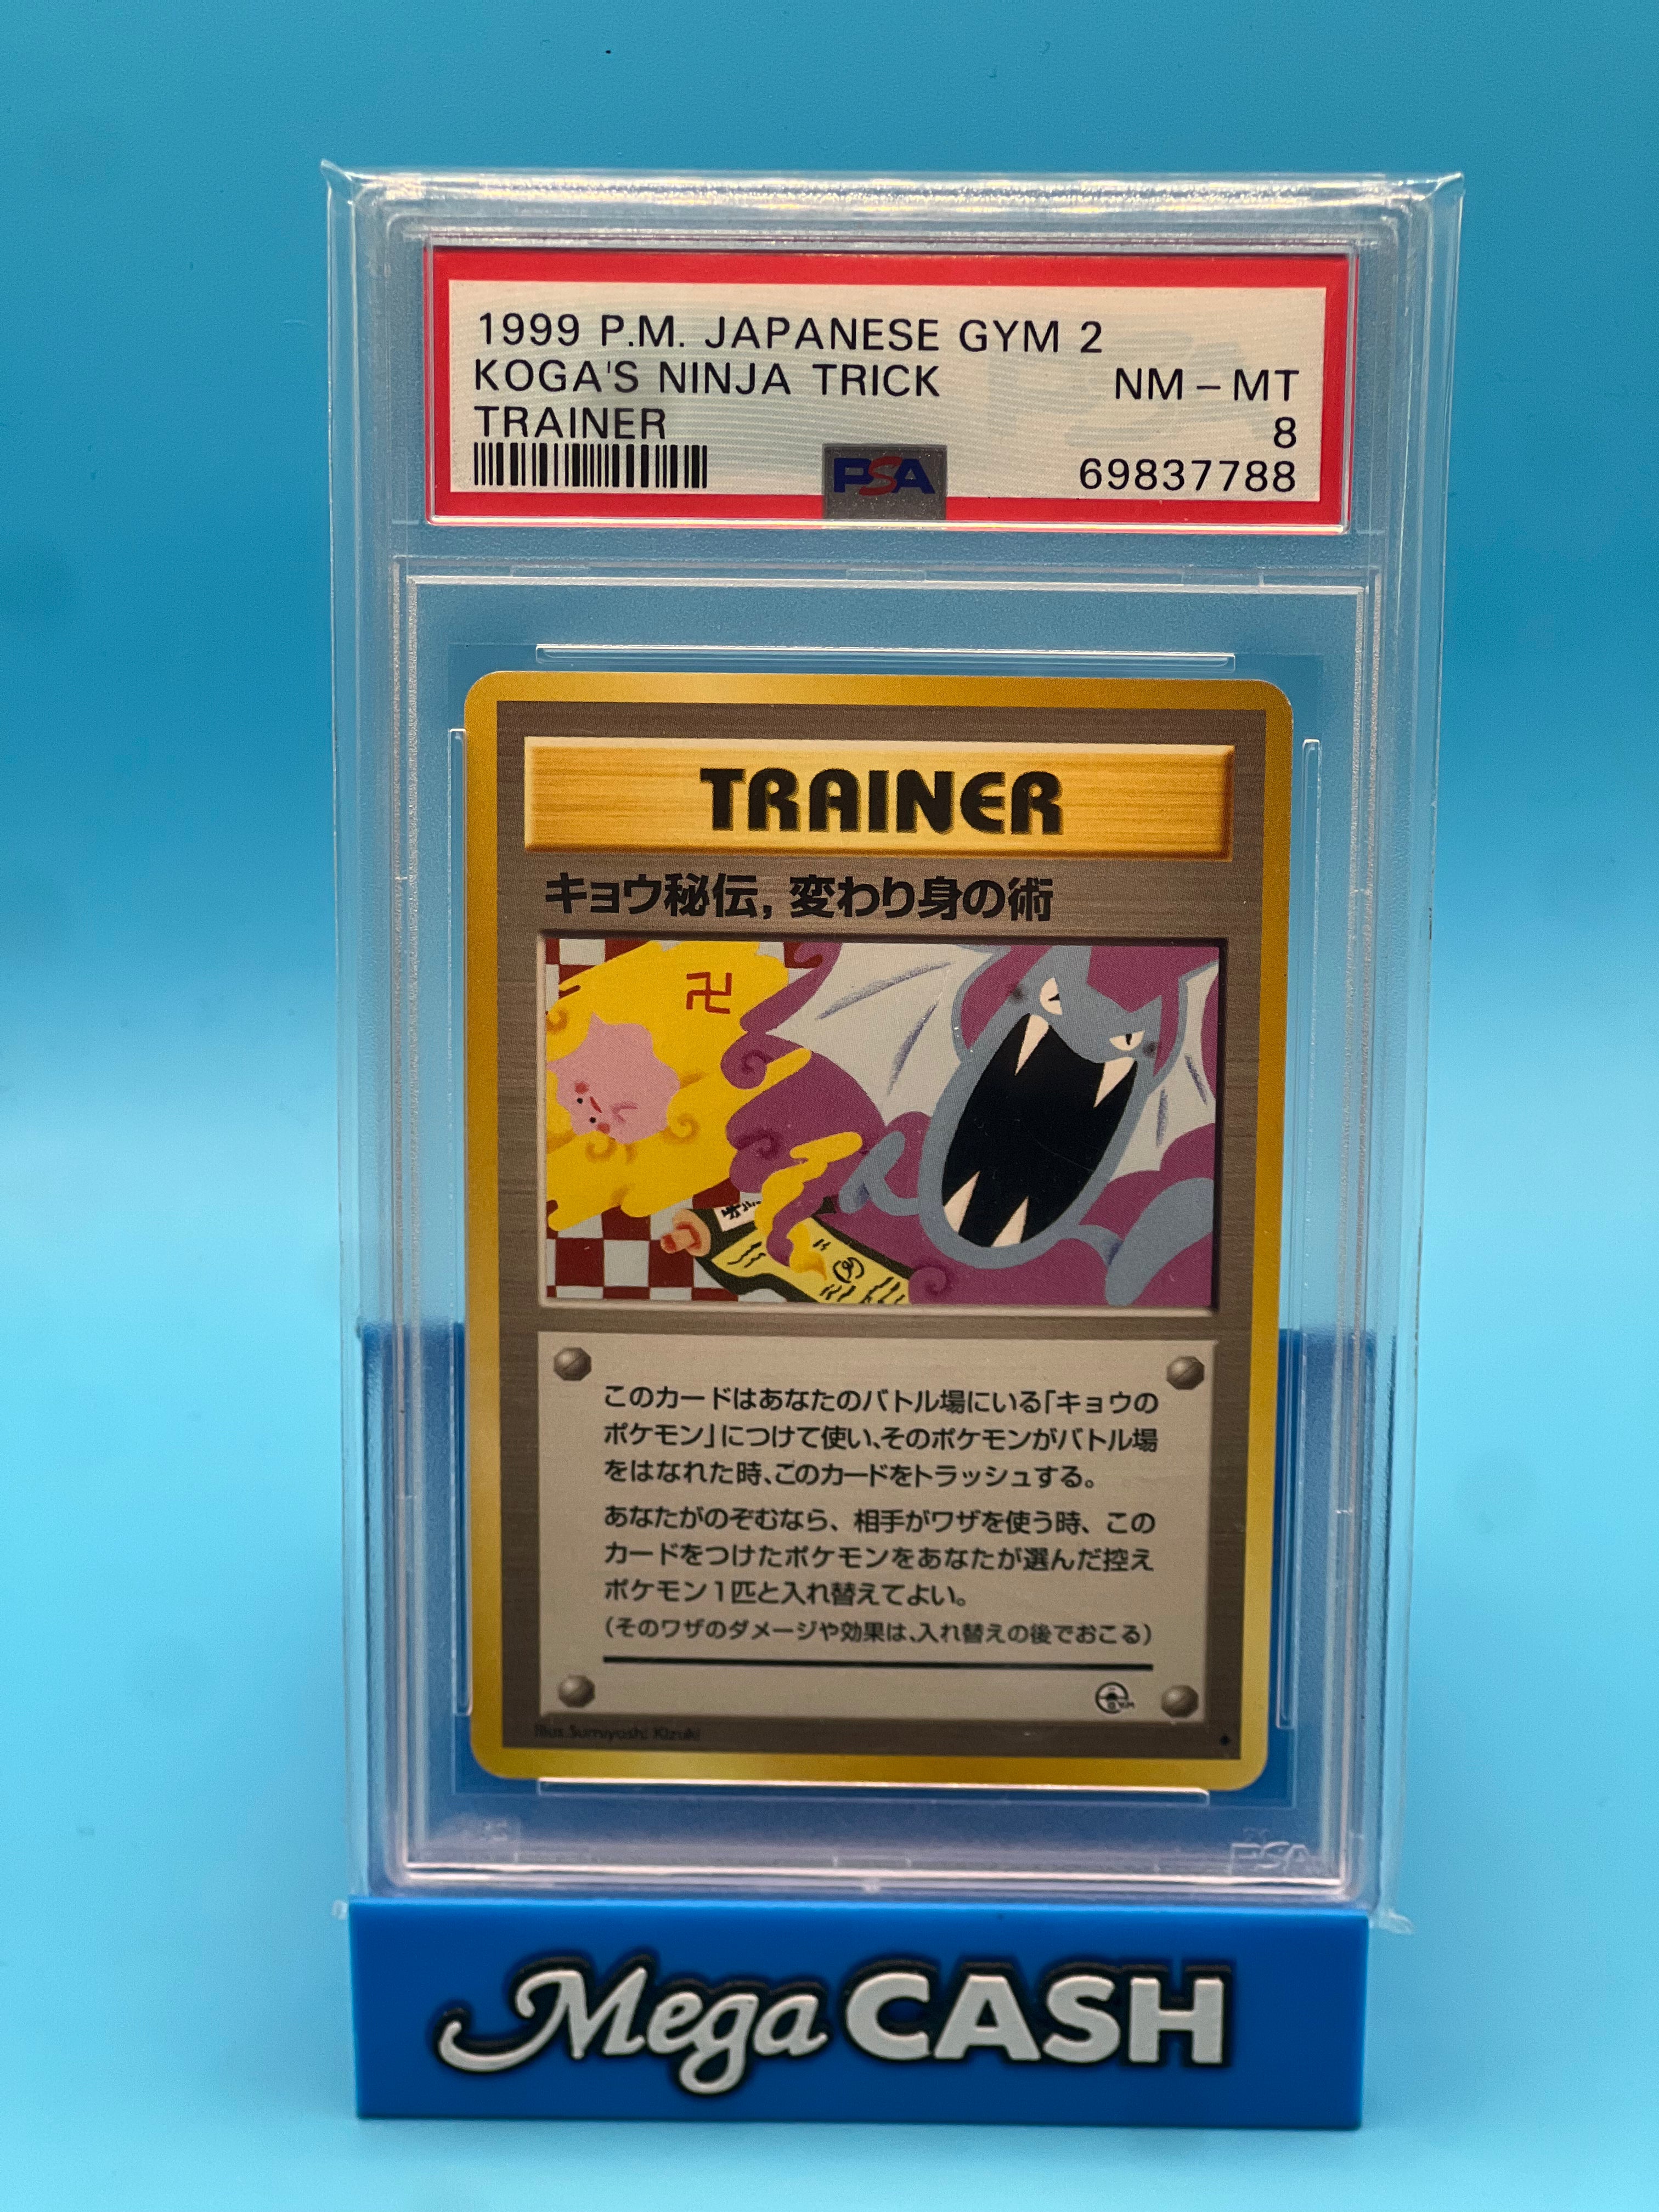 1999 P.M. JAPANESE GYM 2
KOGA'S NINJA TRICK NM - MT
TRAINER 8
PSA 69837788
TRAINER
キョウ秘伝, 変わり身の術
卍
このカードはあなたのバトル場にいる「キョウの
ポケモン」につけて使い、そのポケモンがバトル場
をはなれた時、このカードをトラッシュする。
あなたがのぞむなら、相手がワザを使う時、この
カードをつけたポケモンをあなたが選んだ控え
ポケモン1匹と入れ替えてよい。
(そのワザのダメージや効果は、入れ替えの後でおこる)
GYM
Illus. Sumiyoshi Kizuki
PSA
Mega CASH